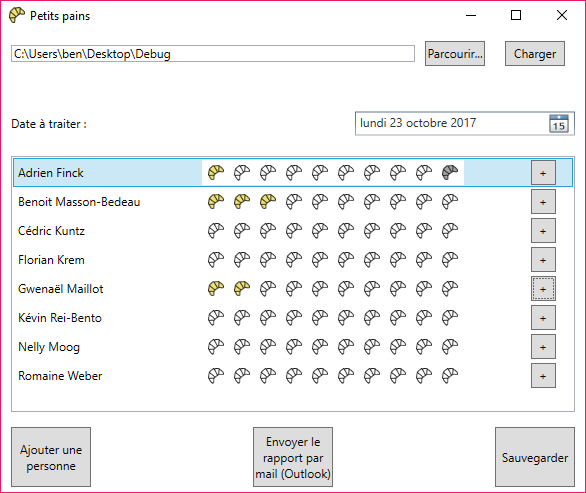 Petits pains
C:\Users\ben\Desktop\Debug
Parcourir...
Charger
Date à traiter :
lundi 23 octobre 2017
15
Adrien Finck
+
Benoit Masson-Bedeau
+
Cédric Kuntz
+
Florian Krem
+
Gwenaël Maillot
+
Kévin Rei-Bento
+
Nelly Moog
+
Romaine Weber
+
Ajouter une
personne
Envoyer le
rapport par
mail (Outlook)
Sauvegarder